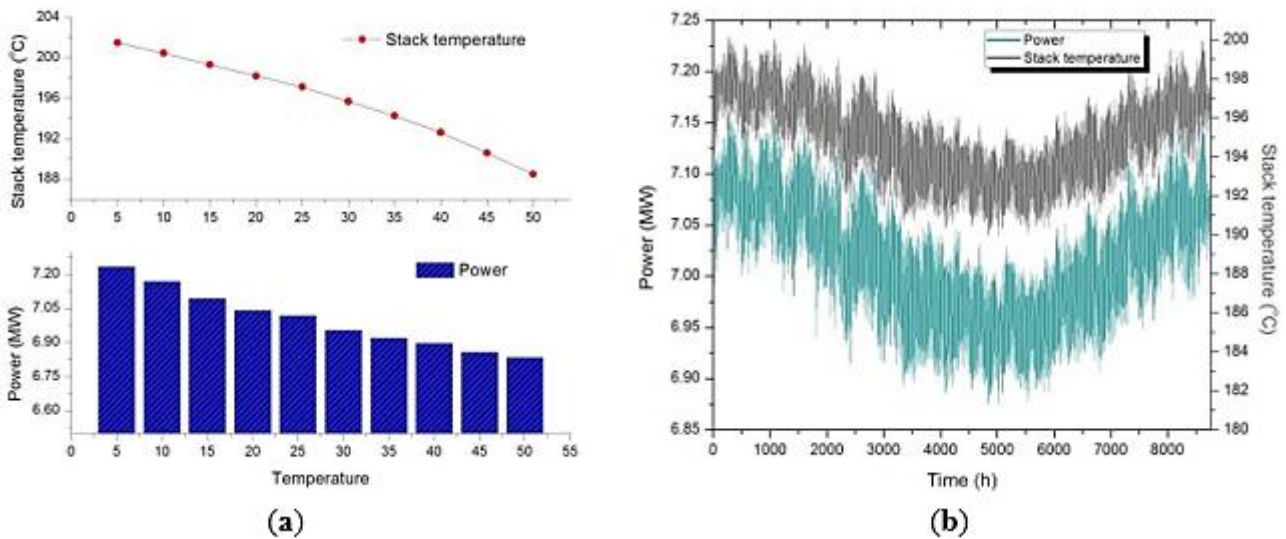 204
200
196
192
188
Stack temperature (°C)
Stack temperature
0 5 10 15 20 25 30 35 40 45 50
7.20
7.05
6.90
6.75
6.60
Power (MW)
Power
0 5 10 15 20 25 30 35 40 45 50 55
Temperature
(a)
7.25
7.20
7.15
7.10
7.05
7.00
6.95
6.90
6.85
Power (MW)
Power
Stack temperature
200
198
196
194
192
190
188
186
184
182
180
Stack temperature (°C)
0 1000 2000 3000 4000 5000 6000 7000 8000
Time (h)
(b)